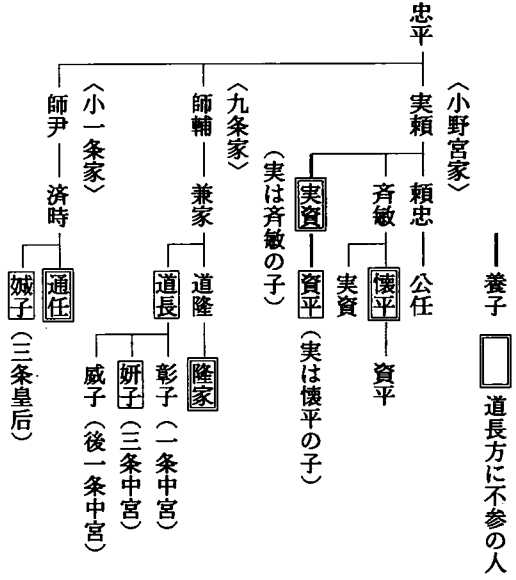 養子
道長方に不参の人
忠平
〈小野宮家〉
実頼
頼忠
公任
斉敏
懐平
資平
実資
実資
（実は斉敏の子）
資平
（実は懐平の子）
〈九条家〉
師輔
兼家
道隆
隆家
道長
彰子（一条中宮）
妍子（三条中宮）
威子（後一条中宮）
〈小一条家〉
師尹
済時
通任
娍子（三条皇后）